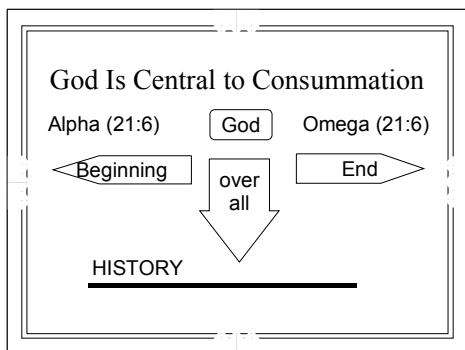 God Is Central to Consummation
Alpha (21:6) God Omega (21:6)
Beginning End
over
all
HISTORY